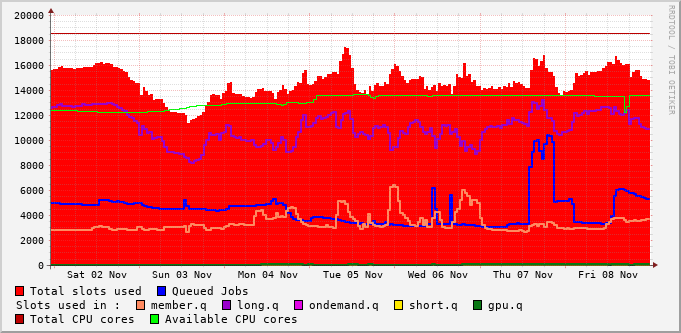 RRDTOOL / TOBI OETIKER
20000
18000
16000
14000
12000
10000
8000
6000
4000
2000
0
Sat 02 Nov Sun 03 Nov Mon 04 Nov Tue 05 Nov Wed 06 Nov Thu 07 Nov Fri 08 Nov
Total slots used Queued Jobs
Slots used in : member.q long.q ondemand.q short.q gpu.q
Total CPU cores Available CPU cores